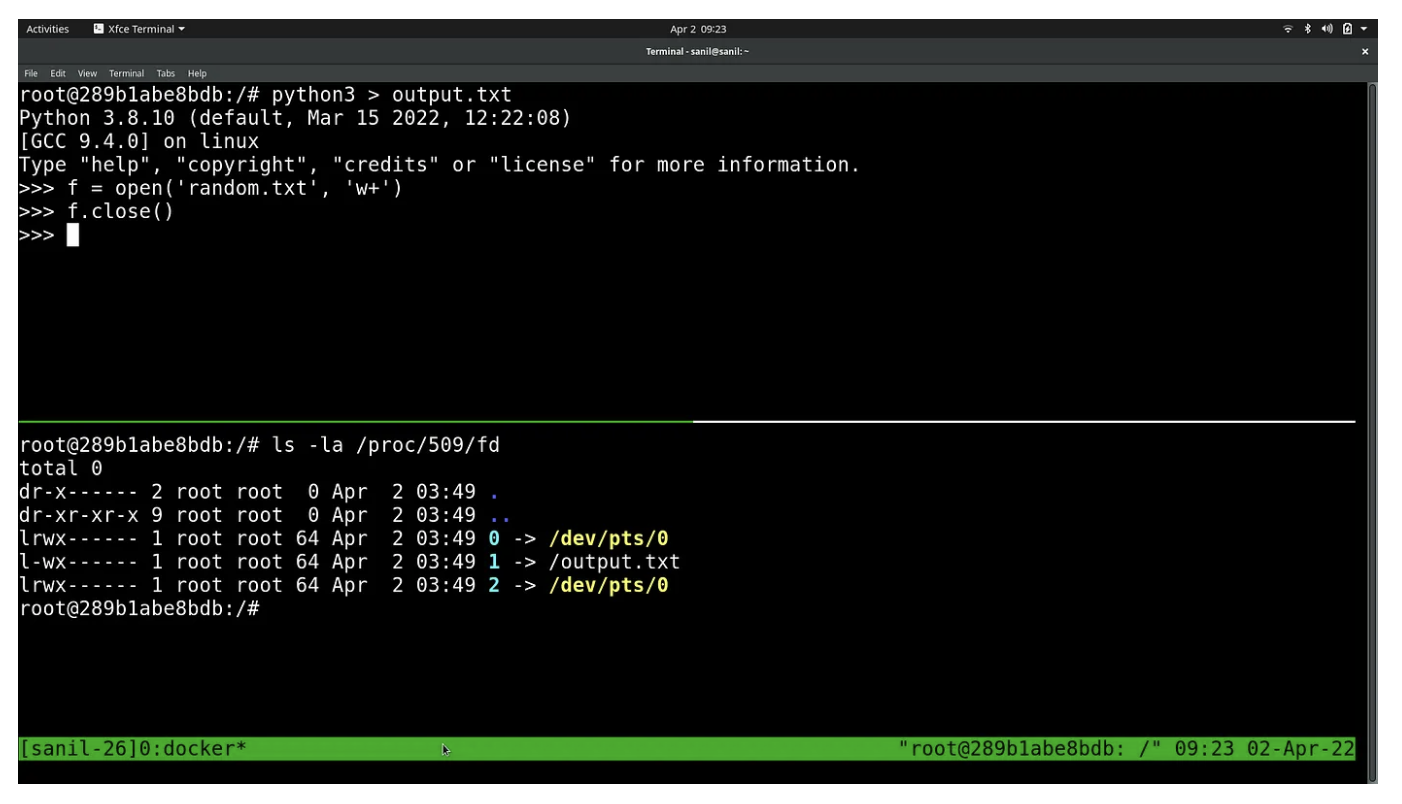 Activities Xfce Terminal Apr 2 09:23
Terminal - sanil@sanil: ~ ×
File Edit View Terminal Tabs Help
root@289b1abe8bdb:/# python3 > output.txt
Python 3.8.10 (default, Mar 15 2022, 12:22:08)
[GCC 9.4.0] on linux
Type "help", "copyright", "credits" or "license" for more information.
>>> f = open('random.txt', 'w+')
>>> f.close()
>>>
root@289b1abe8bdb:/# ls -la /proc/509/fd
total 0
dr-x------ 2 root root  0 Apr  2 03:49 .
dr-xr-xr-x 9 root root  0 Apr  2 03:49 ..
lrwx------ 1 root root 64 Apr  2 03:49 0 -> /dev/pts/0
l-wx------ 1 root root 64 Apr  2 03:49 1 -> /output.txt
lrwx------ 1 root root 64 Apr  2 03:49 2 -> /dev/pts/0
root@289b1abe8bdb:/#
[sanil-26]0:docker* "root@289b1abe8bdb: /" 09:23 02-Apr-22